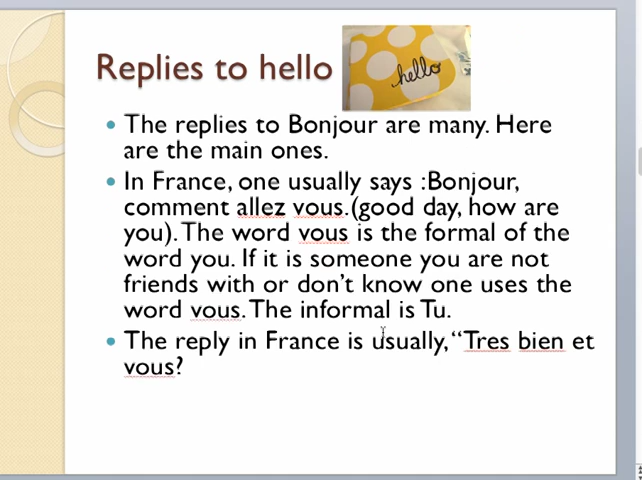 Replies to hello
hello
The replies to Bonjour are many. Here
are the main ones.
In France, one usually says :Bonjour,
comment allez vous.(good day, how are
you). The word vous is the formal of the
word you. If it is someone you are not
friends with or don't know one uses the
word vous. The informal is Tu.
The reply in France is usually, “Tres bien et
vous?